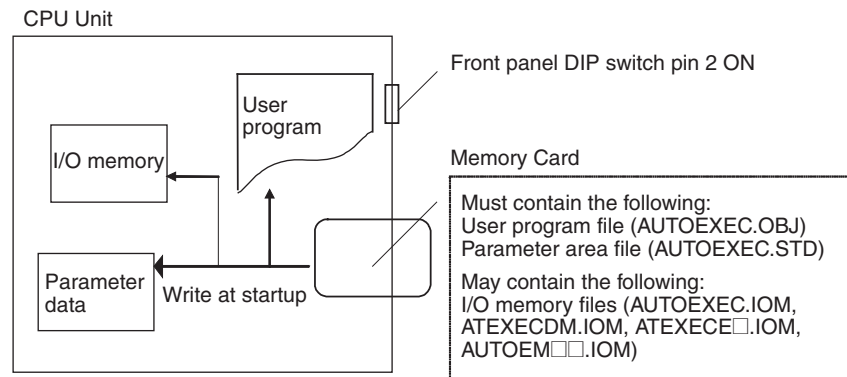 CPU Unit
Front panel DIP switch pin 2 ON
User
program
I/O memory
Memory Card
Must contain the following:
User program file (AUTOEXEC.OBJ)
Parameter area file (AUTOEXEC.STD)
May contain the following:
I/O memory files (AUTOEXEC.IOM,
ATEXECDM.IOM, ATEXECE□.IOM,
AUTOEM□□.IOM)
Parameter
data
Write at startup